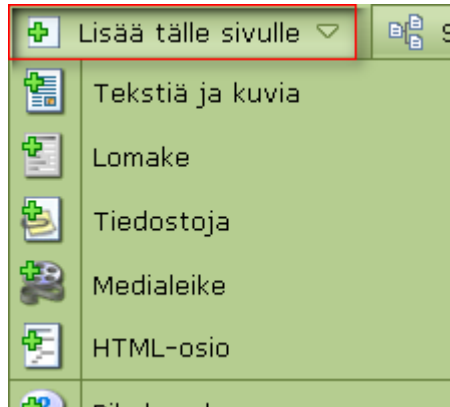 Lisää tälle sivulle
Tekstiä ja kuvia
Lomake
Tiedostoja
Medialeike
HTML-osio